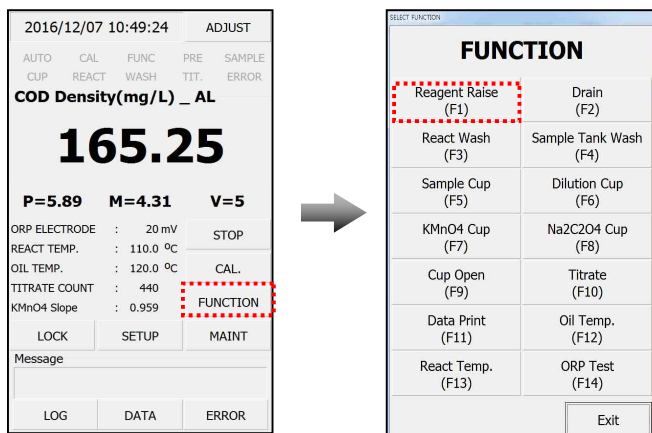 2016/12/07 10:49:24 ADJUST
AUTO CAL FUNC PRE SAMPLE
CUP REACT WASH TIT. ERROR
COD Density(mg/L) _ AL
165.25
P=5.89 M=4.31 V=5
ORP ELECTRODE : 20 mV
REACT TEMP. : 110.0 ºC
OIL TEMP. : 120.0 ºC
TITRATE COUNT : 440
KMnO4 Slope : 0.959
STOP
CAL.
FUNCTION
LOCK SETUP MAINT
Message
LOG DATA ERROR
SELECT FUNCTION
FUNCTION
Reagent Raise
(F1)
Drain
(F2)
React Wash
(F3)
Sample Tank Wash
(F4)
Sample Cup
(F5)
Dilution Cup
(F6)
KMnO4 Cup
(F7)
Na2C2O4 Cup
(F8)
Cup Open
(F9)
Titrate
(F10)
Data Print
(F11)
Oil Temp.
(F12)
React Temp.
(F13)
ORP Test
(F14)
Exit